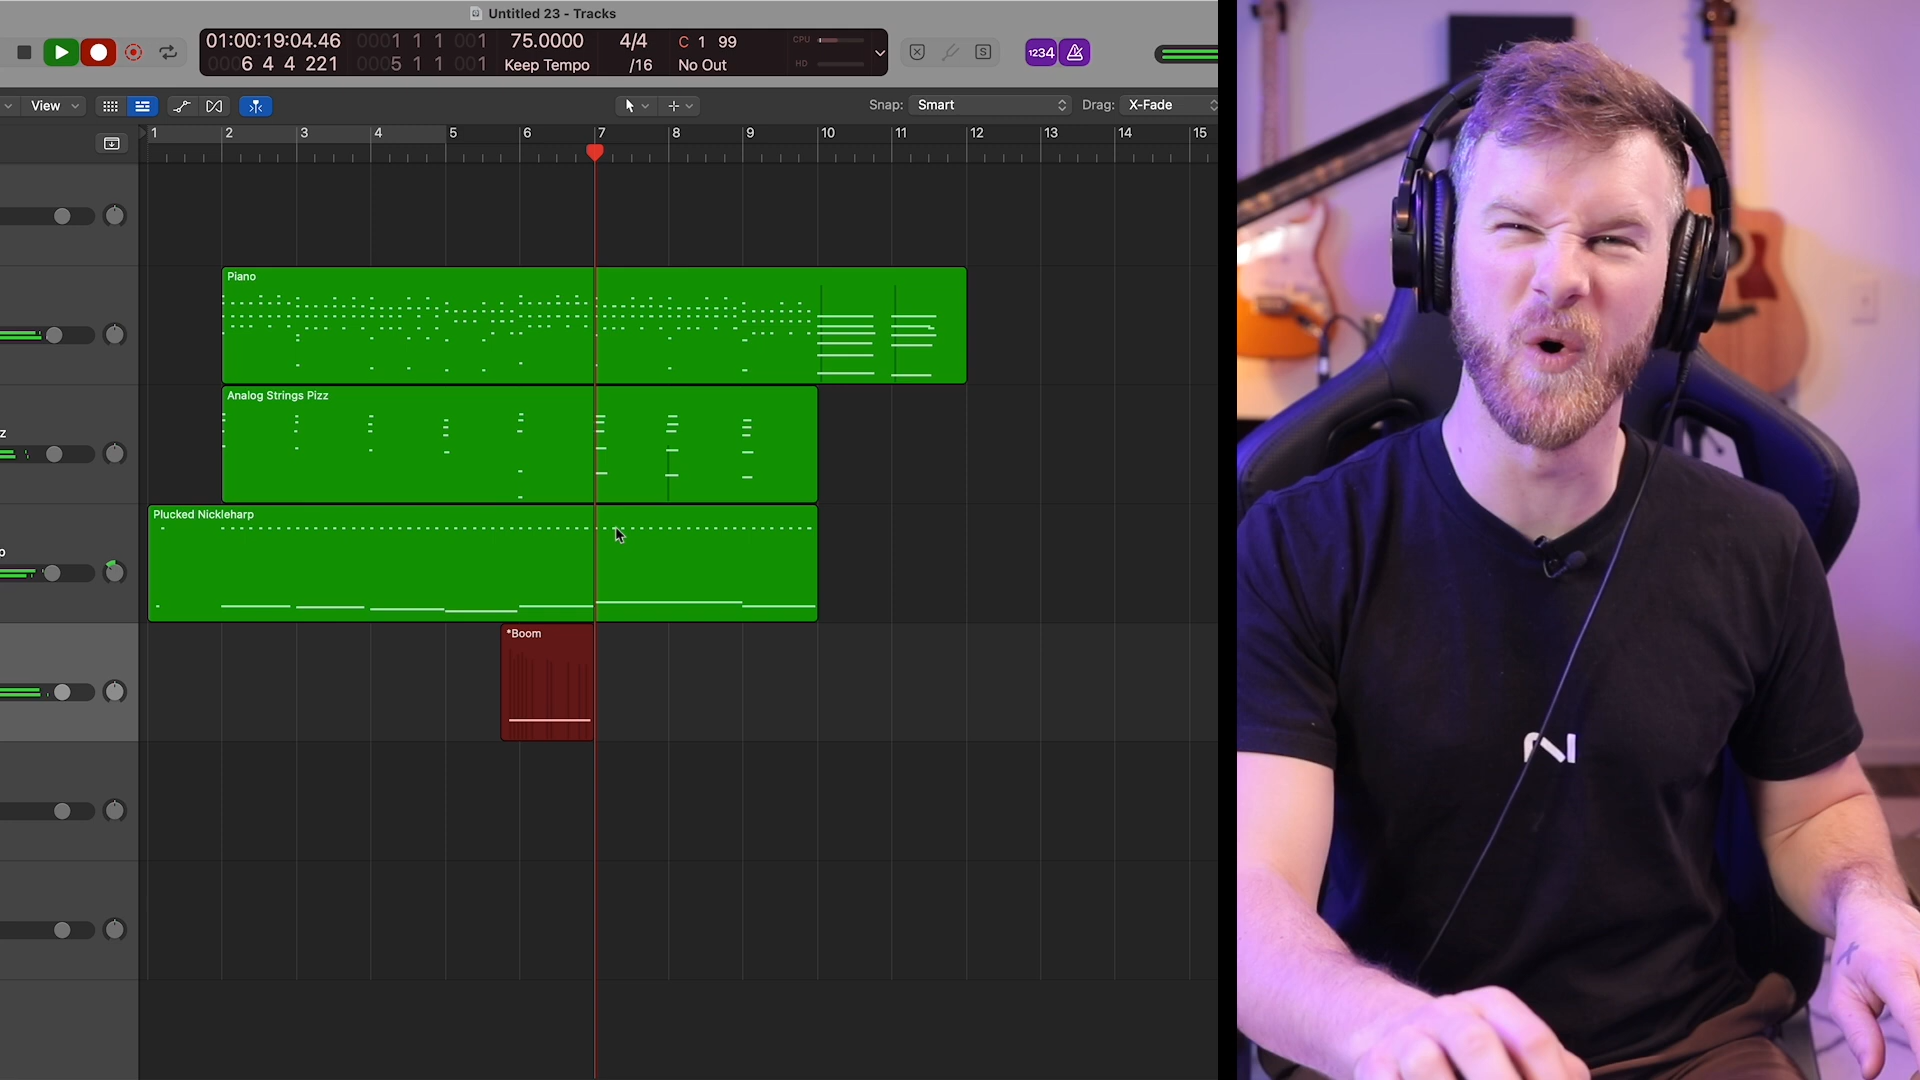 Untitled 23 - Tracks
01:00:19:04.46 0001 1 1 001 75.0000 4/4 C 1 99 CPU
0006 4 4 221 0005 1 1 001 Keep Tempo /16 No Out HD
S 1234
View Snap: Smart Drag: X-Fade
1 2 3 4 5 6 7 8 9 10 11 12 13 14 15
Piano
Analog Strings Pizz
z
Plucked Nickleharp
o
*Boom